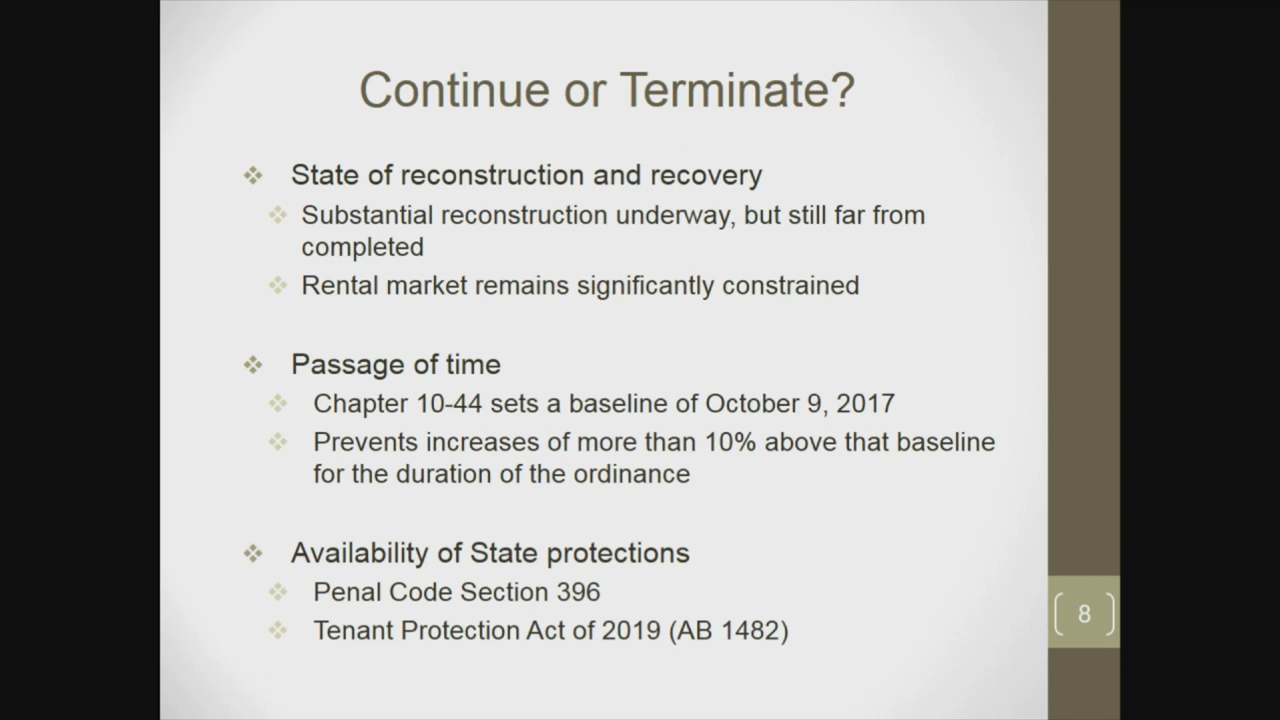 Continue or Terminate?
State of reconstruction and recovery
Substantial reconstruction underway, but still far from
completed
Rental market remains significantly constrained
Passage of time
Chapter 10-44 sets a baseline of October 9, 2017
Prevents increases of more than 10% above that baseline
for the duration of the ordinance
Availability of State protections
Penal Code Section 396
Tenant Protection Act of 2019 (AB 1482)
8